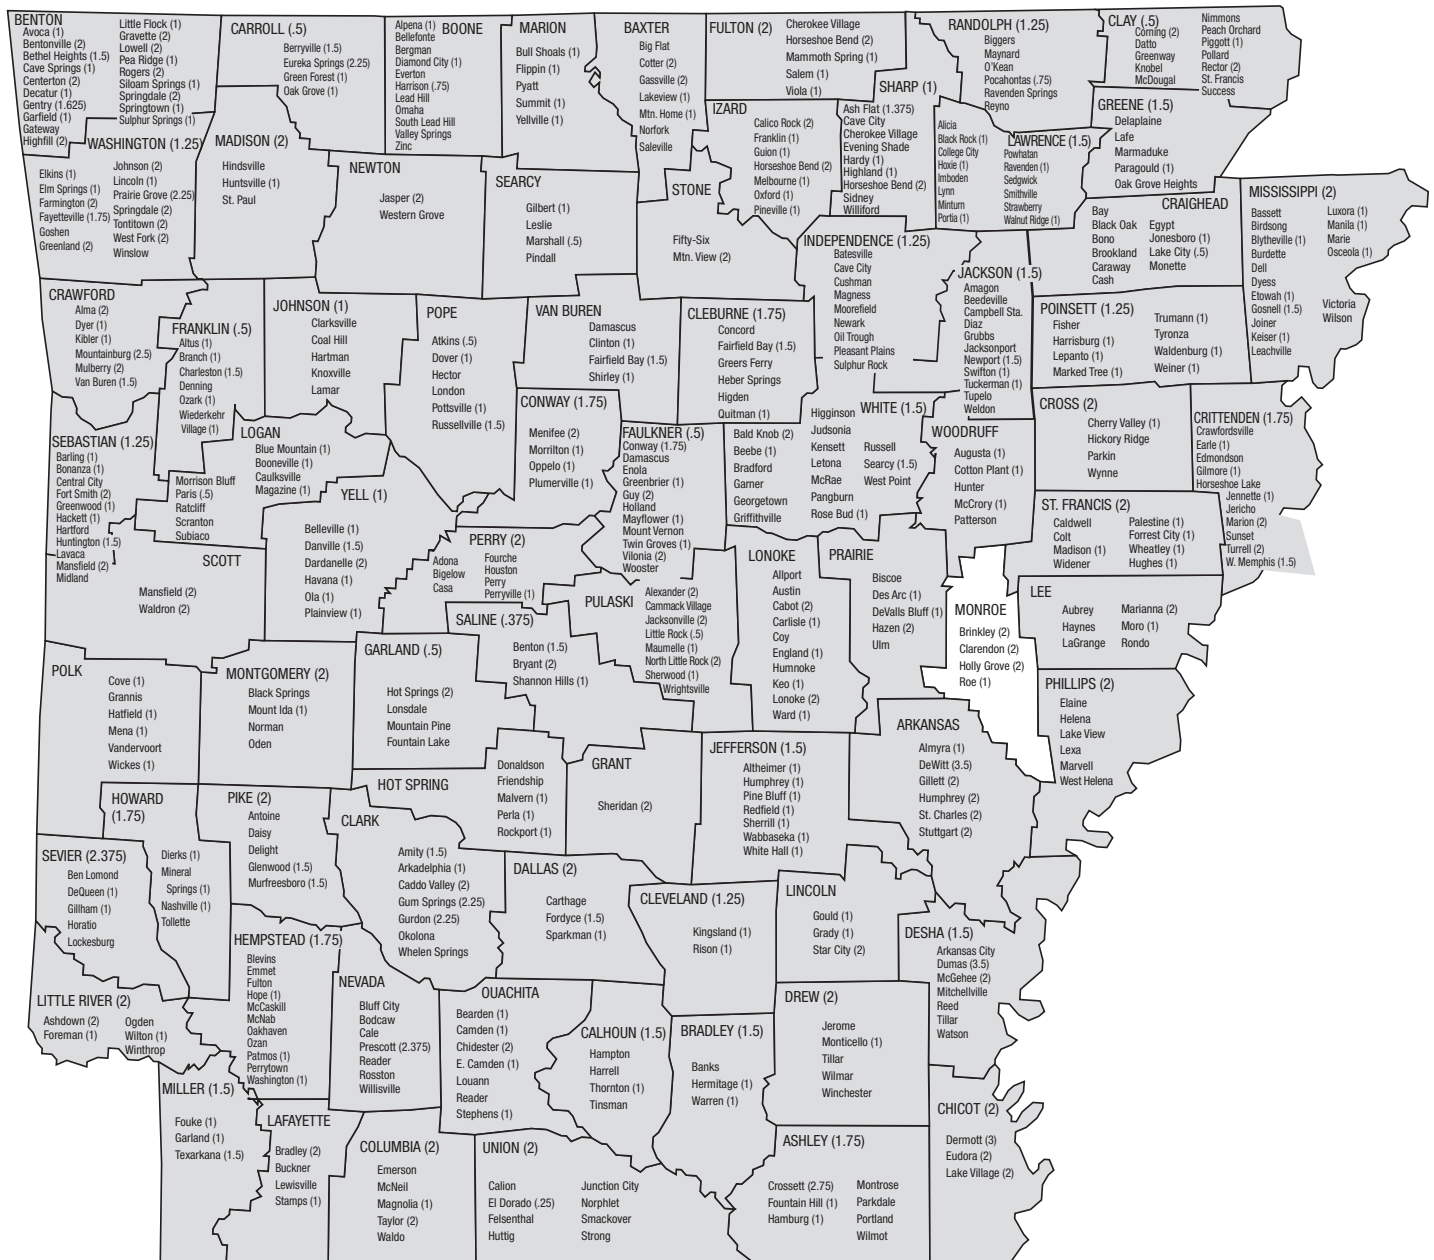 BENTON
Avoca (1)
Bentonville (2)
Bethel Heights (1.5)
Cave Springs (1)
Centerton (2)
Decatur (1)
Gentry (1.625)
Garfield (1)
Gateway
Highfill (2)
Little Flock (1)
Gravette (2)
Lowell (2)
Pea Ridge (1)
Rogers (2)
Siloam Springs (1)
Springdale (2)
Springtown (1)
Sulphur Springs (1)
CARROLL (.5)
Berryville (1.5)
Eureka Springs (2.25)
Green Forest (1)
Oak Grove (1)
BOONE
Alpena (1)
Bellefonte
Bergman
Diamond City (1)
Everton
Harrison (.75)
Lead Hill
Omaha
South Lead Hill
Valley Springs
Zinc
MARION
Bull Shoals (1)
Flippin (1)
Pyatt
Summit (1)
Yellville (1)
BAXTER
Big Flat
Cotter (2)
Gassville (2)
Lakeview (1)
Mtn. Home (1)
Norfork
Saleville
FULTON (2)
Cherokee Village
Horseshoe Bend (2)
Mammoth Spring (1)
Salem (1)
Viola (1)
SHARP (1)
Ash Flat (1.375)
Cave City
Cherokee Village
Evening Shade
Hardy (1)
Highland (1)
Horseshoe Bend (2)
Sidney
Williford
RANDOLPH (1.25)
Biggers
Maynard
O'Kean
Pocahontas (.75)
Ravenden Springs
Reyno
CLAY (.5)
Corning (2)
Datto
Greenway
Knobel
McDougal
Nimmons
Peach Orchard
Piggott (1)
Pollard
Rector (2)
St. Francis
Success
GREENE (1.5)
Delaplaine
Lafe
Marmaduke
Paragould (1)
Oak Grove Heights
LAWRENCE (1.5)
Alicia
Black Rock (1)
College City
Hoxie (1)
Imboden
Lynn
Minturn
Portia (1)
Powhatan
Ravenden (1)
Sedgwick
Smithville
Strawberry
Walnut Ridge (1)
IZARD
Calico Rock (2)
Franklin (1)
Guion (1)
Horseshoe Bend (2)
Melbourne (1)
Oxford (1)
Pineville (1)
WASHINGTON (1.25)
Elkins (1)
Elm Springs (1)
Farmington (2)
Fayetteville (1.75)
Goshen
Greenland (2)
Johnson (2)
Lincoln (1)
Prairie Grove (2.25)
Springdale (2)
Tontitown (2)
West Fork (2)
Winslow
MADISON (2)
Hindsville
Huntsville (1)
St. Paul
NEWTON
Jasper (2)
Western Grove
SEARCY
Gilbert (1)
Leslie
Marshall (.5)
Pindall
STONE
Fifty-Six
Mtn. View (2)
INDEPENDENCE (1.25)
Batesville
Cave City
Cushman
Magness
Moorefield
Newark
Oil Trough
Pleasant Plains
Sulphur Rock
JACKSON (1.5)
Amagon
Beedeville
Campbell Sta.
Diaz
Grubbs
Jacksonport
Newport (1.5)
Swifton (1)
Tuckerman (1)
Tupelo
Weldon
CRAIGHEAD
Bay
Black Oak
Bono
Brookland
Caraway
Cash
Egypt
Jonesboro (1)
Lake City (.5)
Monette
MISSISSIPPI (2)
Bassett
Birdsong
Blytheville (1)
Burdette
Dell
Dyess
Etowah (1)
Gosnell (1.5)
Joiner
Keiser (1)
Leachville
Luxora (1)
Manila (1)
Marie
Osceola (1)
Victoria
Wilson
CRAWFORD
Alma (2)
Dyer (1)
Kibler (1)
Mountainburg (2.5)
Mulberry (2)
Van Buren (1.5)
FRANKLIN (.5)
Altus (1)
Branch (1)
Charleston (1.5)
Denning
Ozark (1)
Wiederkehr
Village (1)
JOHNSON (1)
Clarksville
Coal Hill
Hartman
Knoxville
Lamar
POPE
Atkins (.5)
Dover (1)
Hector
London
Pottsville (1)
Russellville (1.5)
VAN BUREN
Damascus
Clinton (1)
Fairfield Bay (1.5)
Shirley (1)
CLEBURNE (1.75)
Concord
Fairfield Bay (1.5)
Greers Ferry
Heber Springs
Higden
Quitman (1)
POINSETT (1.25)
Fisher
Harrisburg (1)
Lepanto (1)
Marked Tree (1)
Trumann (1)
Tyronza
Waldenburg (1)
Weiner (1)
SEBASTIAN (1.25)
Barling (1)
Bonanza (1)
Central City
Fort Smith (2)
Greenwood (1)
Hackett (1)
Hartford
Huntington (1.5)
Lavaca
Mansfield (2)
Midland
LOGAN
Blue Mountain (1)
Booneville (1)
Caulksville
Magazine (1)
Morrison Bluff
Paris (.5)
Ratcliff
Scranton
Subiaco
CONWAY (1.75)
Menifee (2)
Morrilton (1)
Oppelo (1)
Plumerville (1)
FAULKNER (.5)
Conway (1.75)
Damascus
Enola
Greenbrier (1)
Guy (2)
Holland
Mayflower (1)
Mount Vernon
Twin Groves (1)
Vilonia (2)
Wooster
WHITE (1.5)
Bald Knob (2)
Beebe (1)
Bradford
Garner
Georgetown
Griffithville
Higginson
Judsonia
Kensett
Letona
McRae
Pangburn
Rose Bud (1)
Russell
Searcy (1.5)
West Point
WOODRUFF
Augusta (1)
Cotton Plant (1)
Hunter
McCrory (1)
Patterson
CROSS (2)
Cherry Valley (1)
Hickory Ridge
Parkin
Wynne
CRITTENDEN (1.75)
Crawfordsville
Earle (1)
Edmondson
Gilmore (1)
Horseshoe Lake
Jennette (1)
Jericho
Marion (2)
Sunset
Turrell (2)
W. Memphis (1.5)
ST. FRANCIS (2)
Caldwell
Colt
Madison (1)
Widener
Palestine (1)
Forrest City (1)
Wheatley (1)
Hughes (1)
SCOTT
Mansfield (2)
Waldron (2)
YELL (1)
Belleville (1)
Danville (1.5)
Dardanelle (2)
Havana (1)
Ola (1)
Plainview (1)
PERRY (2)
Adona
Bigelow
Casa
Fourche
Houston
Perry
Perryville (1)
PULASKI
Alexander (2)
Cammack Village
Jacksonville (2)
Little Rock (.5)
Maumelle (1)
North Little Rock (2)
Sherwood (1)
Wrightsville
LONOKE
Allport
Austin
Cabot (2)
Carlisle (1)
Coy
England (1)
Humnoke
Keo (1)
Lonoke (2)
Ward (1)
PRAIRIE
Biscoe
Des Arc (1)
DeValls Bluff (1)
Hazen (2)
Ulm
MONROE
Brinkley (2)
Clarendon (2)
Holly Grove (2)
Roe (1)
LEE
Aubrey
Haynes
LaGrange
Marianna (2)
Moro (1)
Rondo
PHILLIPS (2)
Elaine
Helena
Lake View
Lexa
Marvell
West Helena
POLK
Cove (1)
Grannis
Hatfield (1)
Mena (1)
Vandervoort
Wickes (1)
MONTGOMERY (2)
Black Springs
Mount Ida (1)
Norman
Oden
GARLAND (.5)
Hot Springs (2)
Lonsdale
Mountain Pine
Fountain Lake
SALINE (.375)
Benton (1.5)
Bryant (2)
Shannon Hills (1)
HOT SPRING
Donaldson
Friendship
Malvern (1)
Perla (1)
Rockport (1)
GRANT
Sheridan (2)
JEFFERSON (1.5)
Altheimer (1)
Humphrey (1)
Pine Bluff (1)
Redfield (1)
Sherrill (1)
Wabbaseka (1)
White Hall (1)
ARKANSAS
Almyra (1)
DeWitt (3.5)
Gillett (2)
Humphrey (2)
St. Charles (2)
Stuttgart (2)
HOWARD
(1.75)
Dierks (1)
Mineral
Springs (1)
Nashville (1)
Tollette
SEVIER (2.375)
Ben Lomond
DeQueen (1)
Gillham (1)
Horatio
Lockesburg
PIKE (2)
Antoine
Daisy
Delight
Glenwood (1.5)
Murfreesboro (1.5)
CLARK
Amity (1.5)
Arkadelphia (1)
Caddo Valley (2)
Gum Springs (2.25)
Gurdon (2.25)
Okolona
Whelen Springs
DALLAS (2)
Carthage
Fordyce (1.5)
Sparkman (1)
CLEVELAND (1.25)
Kingsland (1)
Rison (1)
LINCOLN
Gould (1)
Grady (1)
Star City (2)
DESHA (1.5)
Arkansas City
Dumas (3.5)
McGehee (2)
Mitchellville
Reed
Tillar
Watson
LITTLE RIVER (2)
Ashdown (2)
Foreman (1)
Ogden
Wilton (1)
Winthrop
HEMPSTEAD (1.75)
Blevins
Emmet
Fulton
Hope (1)
McCaskill
McNab
Oakhaven
Ozan
Patmos (1)
Perrytown
Washington (1)
NEVADA
Bluff City
Bodcaw
Cale
Prescott (2.375)
Reader
Rosston
Willisville
OUACHITA
Bearden (1)
Camden (1)
Chidester (2)
E. Camden (1)
Louann
Reader
Stephens (1)
CALHOUN (1.5)
Hampton
Harrell
Thornton (1)
Tinsman
BRADLEY (1.5)
Banks
Hermitage (1)
Warren (1)
DREW (2)
Jerome
Monticello (1)
Tillar
Wilmar
Winchester
MILLER (1.5)
Fouke (1)
Garland (1)
Texarkana (1.5)
LAFAYETTE
Bradley (2)
Buckner
Lewisville
Stamps (1)
COLUMBIA (2)
Emerson
McNeil
Magnolia (1)
Taylor (2)
Waldo
UNION (2)
Calion
El Dorado (.25)
Felsenthal
Huttig
Junction City
Norphlet
Smackover
Strong
ASHLEY (1.75)
Crossett (2.75)
Fountain Hill (1)
Hamburg (1)
Montrose
Parkdale
Portland
Wilmot
CHICOT (2)
Dermott (3)
Eudora (2)
Lake Village (2)